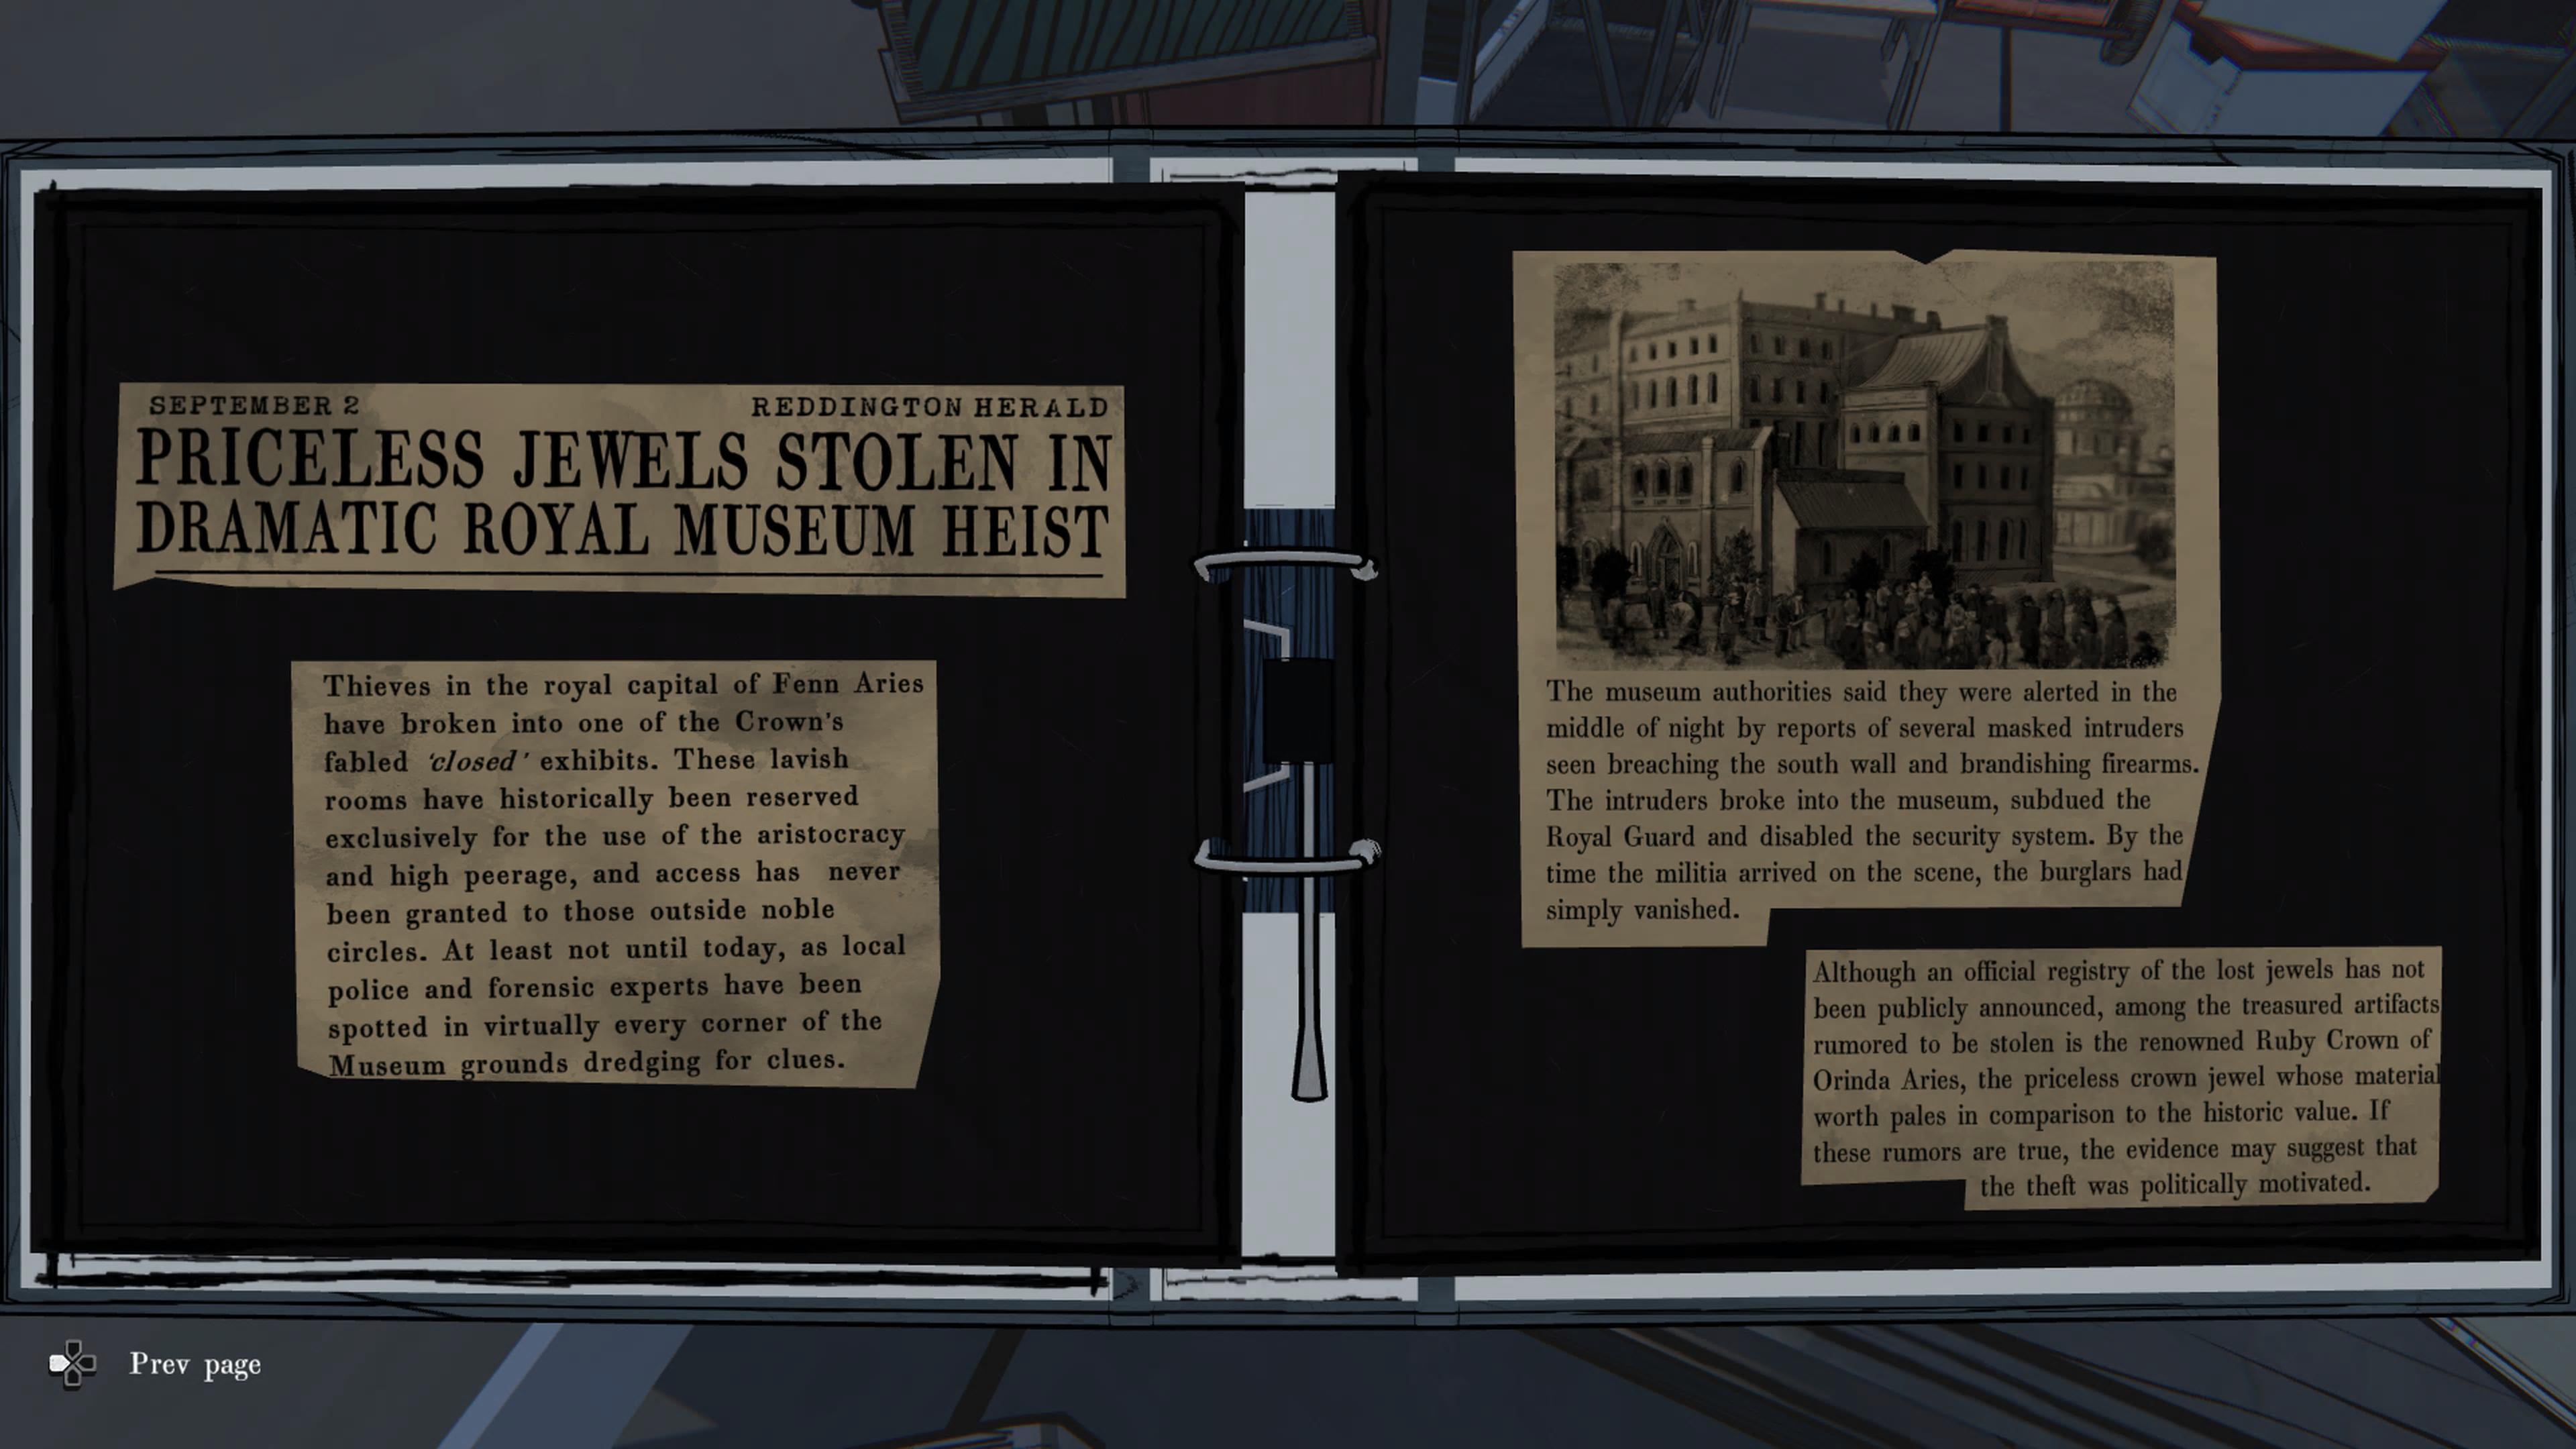 SEPTEMBER 2
REDDINGTON HERALD
PRICELESS JEWELS STOLEN IN
DRAMATIC ROYAL MUSEUM HEIST
Thieves in the royal capital of Fenn Aries
have broken into one of the Crown's
fabled 'closed' exhibits. These lavish
rooms have historically been reserved
exclusively for the use of the aristocracy
and high peerage, and access has never
been granted to those outside noble
circles. At least not until today, as local
police and forensic experts have been
spotted in virtually every corner of the
Museum grounds dredging for clues.
The museum authorities said they were alerted in the
middle of night by reports of several masked intruders
seen breaching the south wall and brandishing firearms.
The intruders broke into the museum, subdued the
Royal Guard and disabled the security system. By the
time the militia arrived on the scene, the burglars had
simply vanished.
Although an official registry of the lost jewels has not
been publicly announced, among the treasured artifacts
rumored to be stolen is the renowned Ruby Crown of
Orinda Aries, the priceless crown jewel whose material
worth pales in comparison to the historic value. If
these rumors are true, the evidence may suggest that
the theft was politically motivated.
Prev page